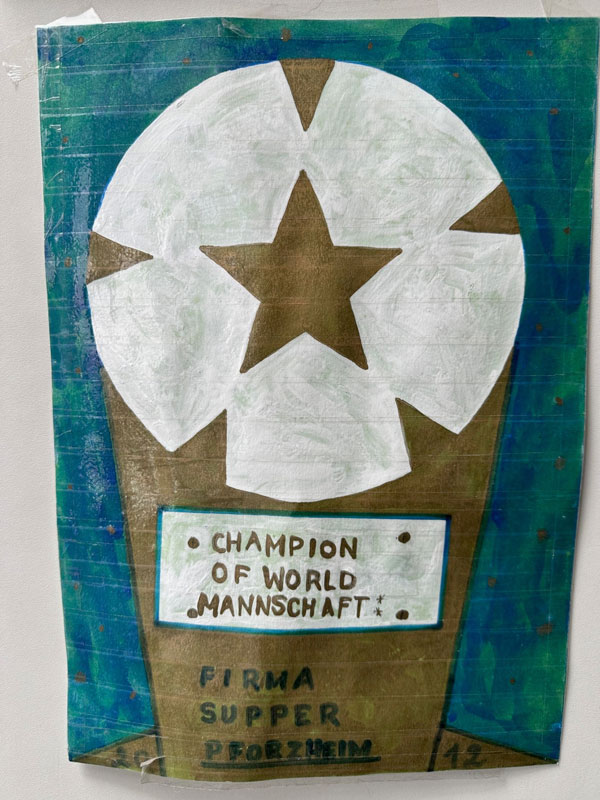 CHAMPION
OF WORLD
MANNSCHAFT
FIRMA
SUPPER
PFORZHEIM
20 12